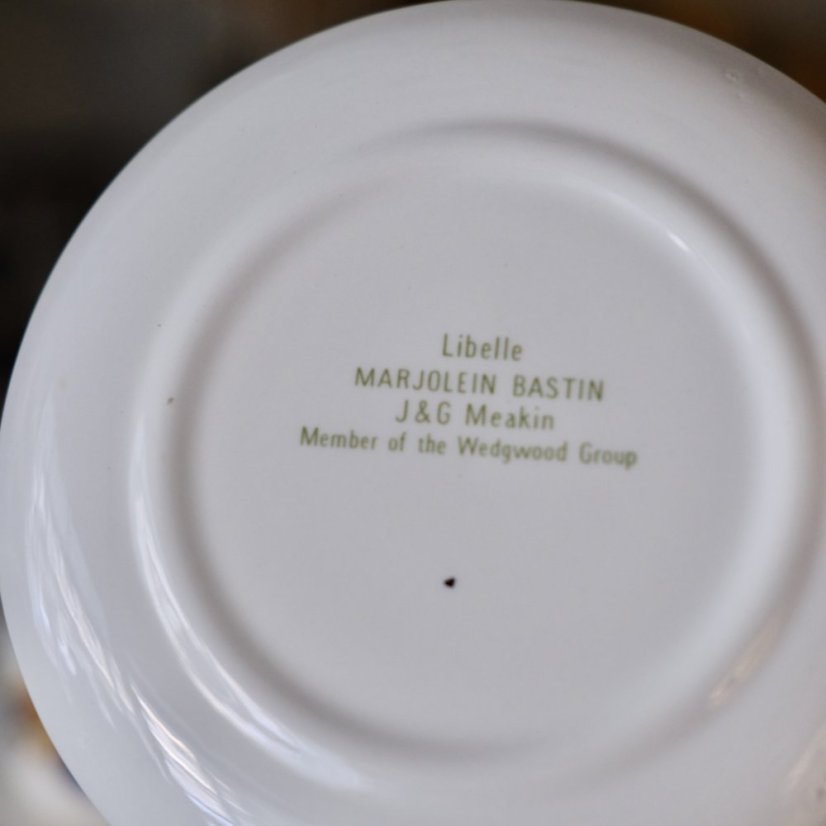 Libelle
MARJOLEIN BASTIN
J&G Meakin
Member of the Wedgwood Group